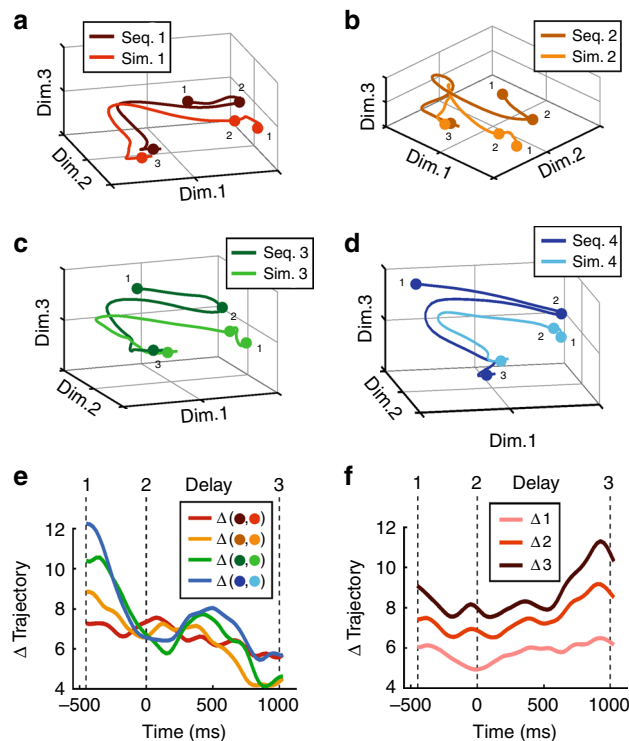 a
Seq. 1
Sim. 1
Dim.3
Dim.2
Dim.1
1
2
2
1
3
b
Seq. 2
Sim. 2
Dim.3
Dim.1
Dim.2
1
2
2
1
3
c
Seq. 3
Sim. 3
Dim.3
Dim.2
Dim.1
1
2
1
3
d
Seq. 4
Sim. 4
Dim.3
Dim.2
Dim.1
1
2
2
1
3
e
1 2 Delay 3
Δ ( , )
Δ ( , )
Δ ( , )
Δ ( , )
Δ Trajectory
12
10
8
6
4
−500 0 500 1000
Time (ms)
f
1 2 Delay 3
Δ 1
Δ 2
Δ 3
Δ Trajectory
12
10
8
6
4
−500 0 500 1000
Time (ms)